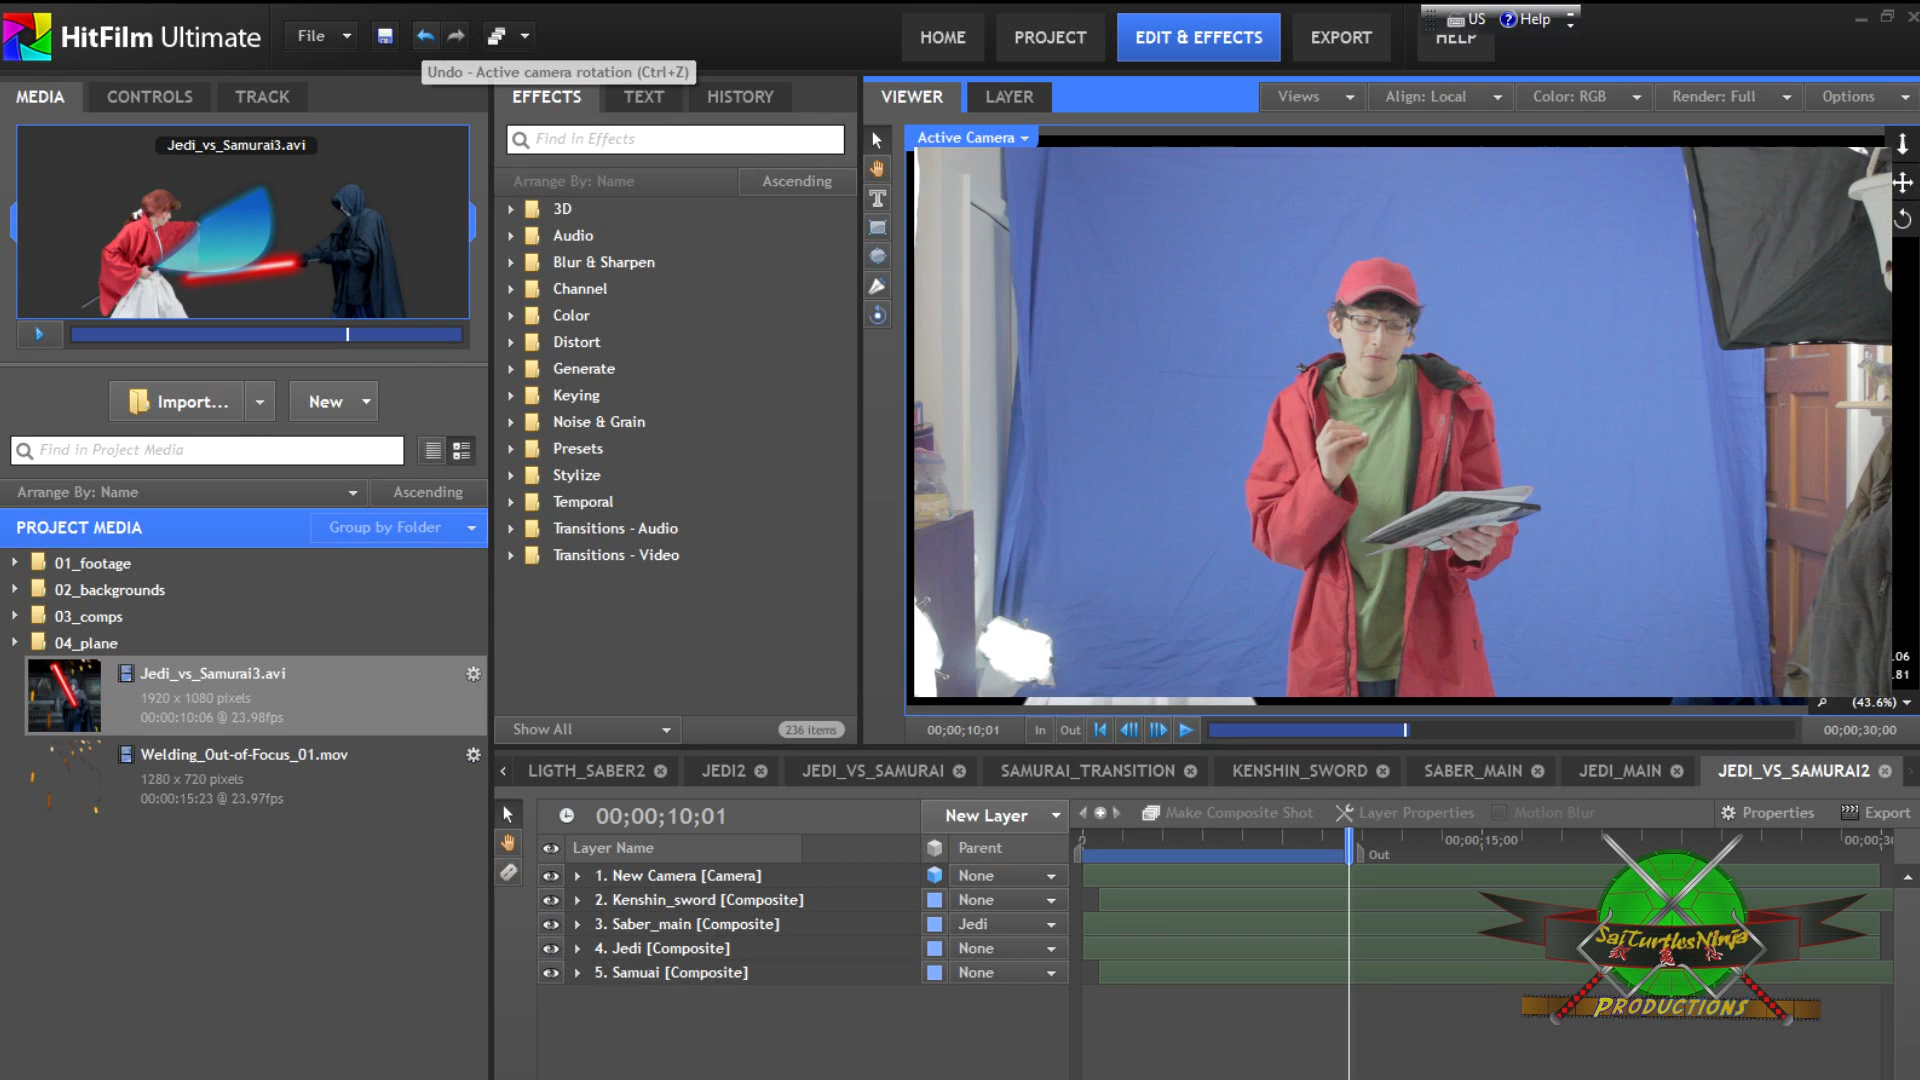 HitFilm Ultimate
File
HOME
PROJECT
EDIT & EFFECTS
EXPORT
HELP
US
Help
Undo - Active camera rotation (Ctrl+Z)
MEDIA
CONTROLS
TRACK
Jedi_vs_Samurai3.avi
Import...
New
Find in Project Media
Arrange By: Name
Ascending
PROJECT MEDIA
Group by Folder
01_footage
02_backgrounds
03_comps
04_plane
Jedi_vs_Samurai3.avi
1920 x 1080 pixels
00:00:10:06 @ 23.98fps
Welding_Out-of-Focus_01.mov
1280 x 720 pixels
00:00:15:23 @ 23.97fps
EFFECTS
TEXT
HISTORY
Find in Effects
Arrange By: Name
Ascending
3D
Audio
Blur & Sharpen
Channel
Color
Distort
Generate
Keying
Noise & Grain
Presets
Stylize
Temporal
Transitions - Audio
Transitions - Video
Show All
236 items
VIEWER
LAYER
Views
Align: Local
Color: RGB
Render: Full
Options
Active Camera
.06
.81
(43.6%)
00;00;10;01
In
Out
00;00;30;00
LIGTH_SABER2
JEDI2
JEDI_VS_SAMURAI
SAMURAI_TRANSITION
KENSHIN_SWORD
SABER_MAIN
JEDI_MAIN
JEDI_VS_SAMURAI2
00;00;10;01
New Layer
Make Composite Shot
Layer Properties
Motion Blur
Properties
Export
Layer Name
Parent
0
00;00;15;00
Out
1. New Camera [Camera]
None
2. Kenshin_sword [Composite]
None
3. Saber_main [Composite]
Jedi
4. Jedi [Composite]
None
5. Samuai [Composite]
None
SaiTurtlesNinja
PRODUCTIONS